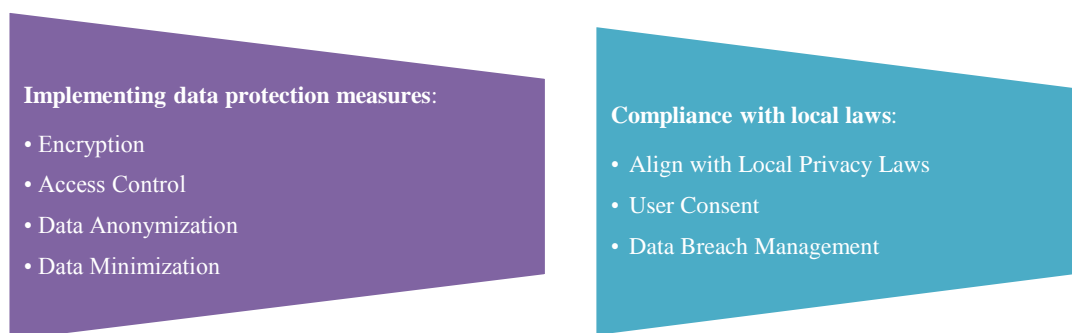 Implementing data protection measures:
• Encryption
• Access Control
• Data Anonymization
• Data Minimization
Compliance with local laws:
• Align with Local Privacy Laws
• User Consent
• Data Breach Management